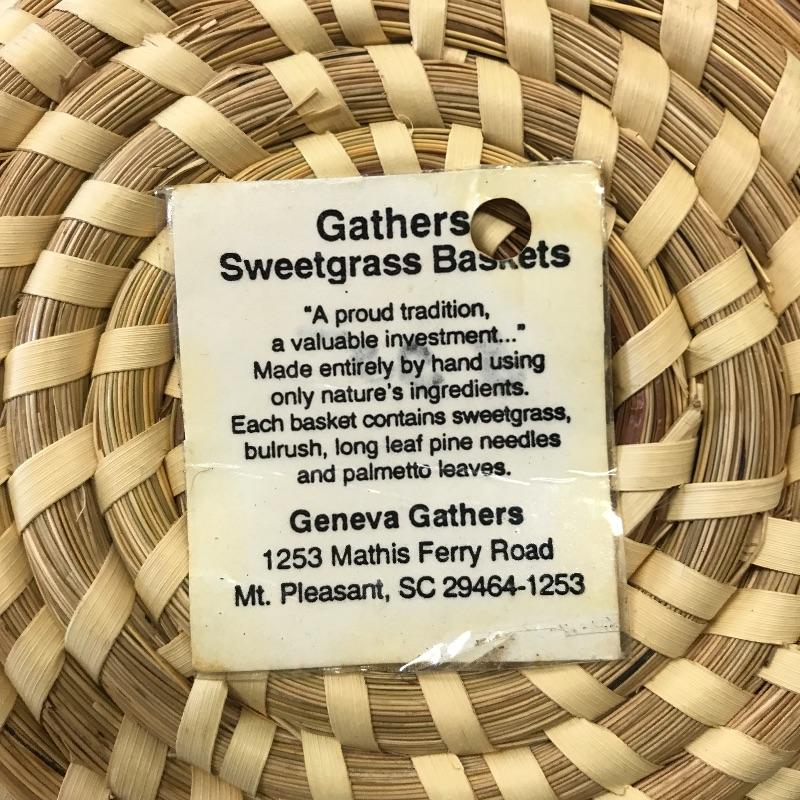 Gathers
Sweetgrass Baskets
"A proud tradition,
a valuable investment..."
Made entirely by hand using
only nature's ingredients.
Each basket contains sweetgrass,
bulrush, long leaf pine needles
and palmetto leaves.
Geneva Gathers
1253 Mathis Ferry Road
Mt. Pleasant, SC 29464-1253